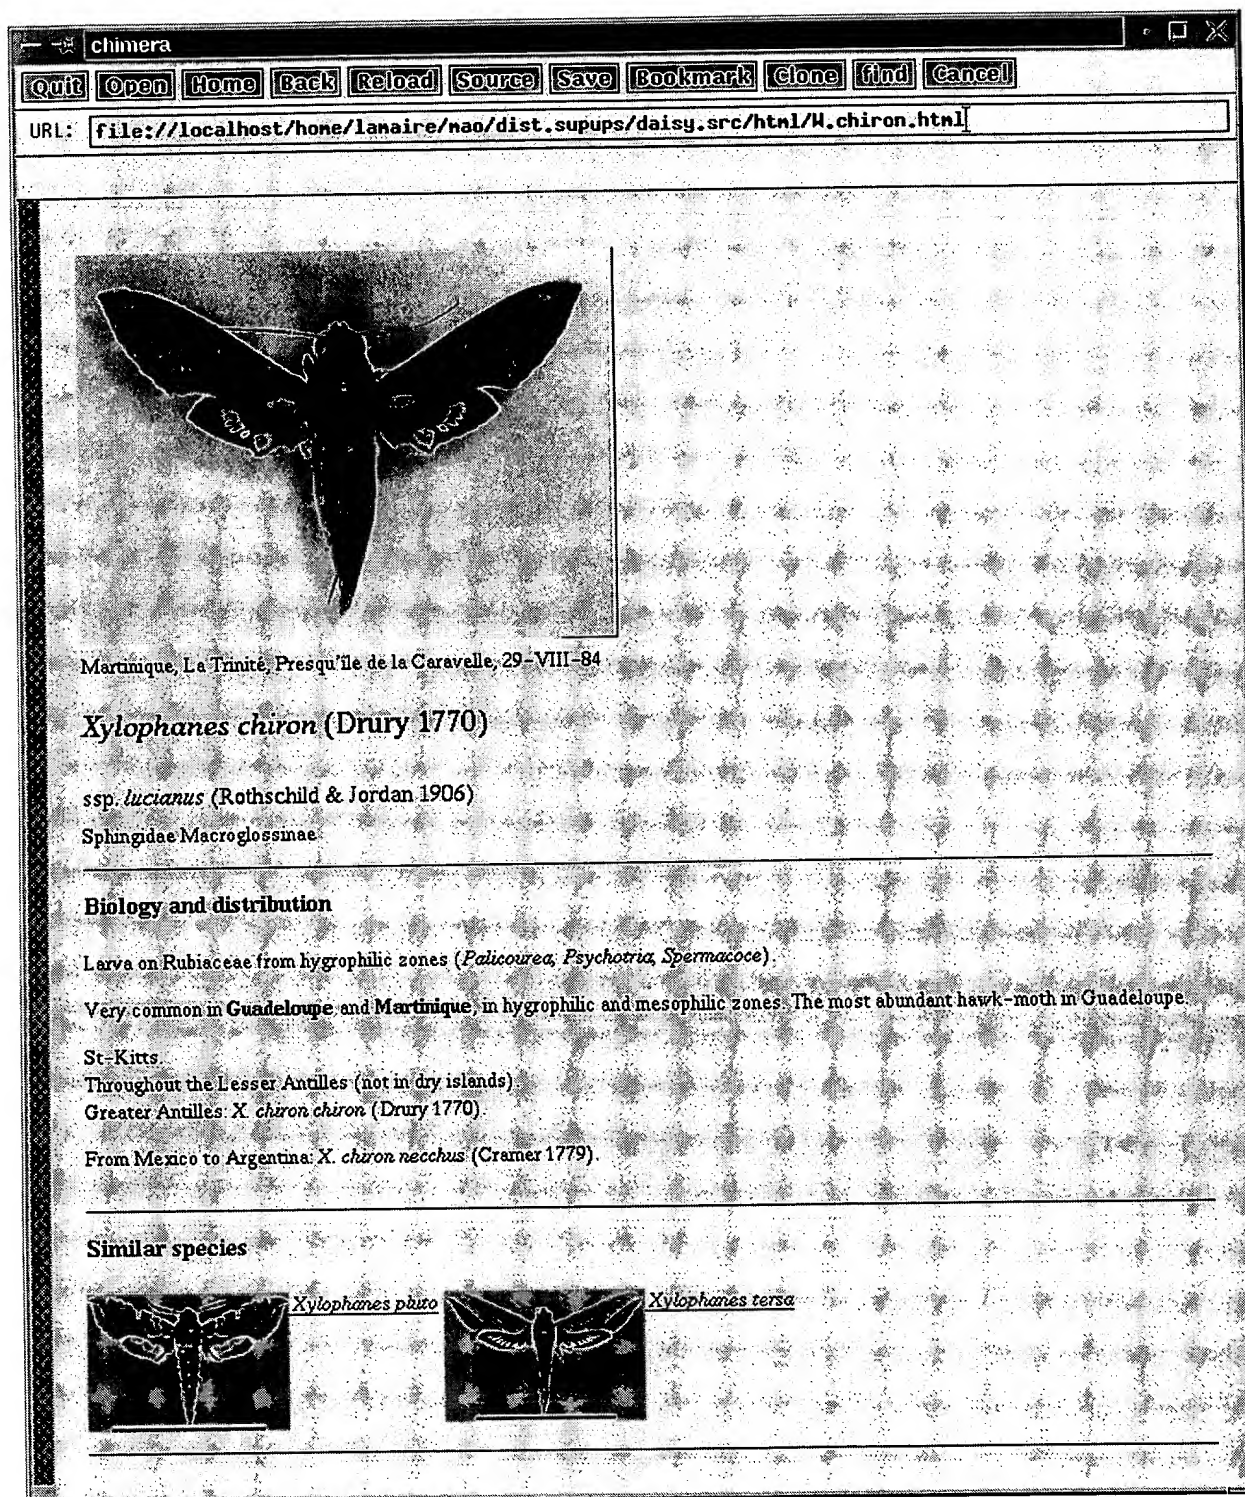 chimera
Quit Open Home Back Reload Source Save Bookmark Clone find Cancel
URL: file://localhost/home/lamaire/mao/dist.supups/daisy.src/html/W.chiron.html
Martinique, La Trinité, Presqu'île de la Caravelle, 29-VIII-84
Xylophanes chiron (Drury 1770)
ssp. lucianus (Rothschild & Jordan 1906)
Sphingidae Macroglossinae
Biology and distribution
Larva on Rubiaceae from hygrophilic zones (Palicourea, Psychotria, Spermacoce).
Very common in Guadeloupe and Martinique, in hygrophilic and mesophilic zones. The most abundant hawk-moth in Guadeloupe.
St-Kitts.
Throughout the Lesser Antilles (not in dry islands)
Greater Antilles: X. chiron chiron (Drury 1770).
From Mexico to Argentina: X. chiron necchus (Cramer 1779).
Similar species
Xylophanes pluto Xylophanes tersa